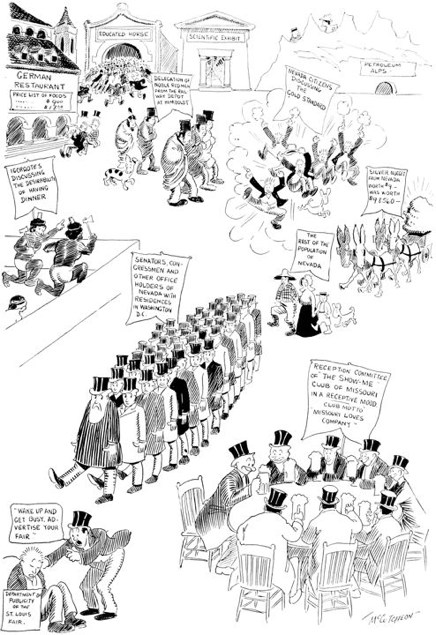 EDUCATED HORSE
SCIENTIFIC EXHIBIT
PETROLEUM
ALPS
GERMAN
RESTAURANT
PRICE LIST OF FOODS
DELEGATION OF
NOBLE RED MEN
FROM THE RAIL
WAY DEPOT
AT HUMBOLDT
NEVADA CITIZENS
DISCUSSING
THE
GOLD STANDARD
IGORROTES
DISCUSSING
THE DESIRABILITY
OF HAVING
DINNER
SILVER NUGGET
FROM NEVADA
WORTH $
WAS WORTH
THE
REST OF THE
POPULATION
OF
NEVADA
SENATORS, CON-
GRESSMEN AND
OTHER OFFICE
HOLDERS OF
NEVADA WITH
RESIDENCES
IN WASHINGTON
D.C.
RECEPTION COMMITTEE
OF "THE SHOW-ME
CLUB OF MISSOURI
IN A RECEPTIVE MOOD
CLUB MOTTO
MISSOURI LOVES
COMPANY"
"WAKE UP AND
GET BUSY. AD-
VERTISE YOUR
FAIR"
DEPARTMENT OF
PUBLICITY
OF THE
ST. LOUIS
FAIR.
McCUTCHEON